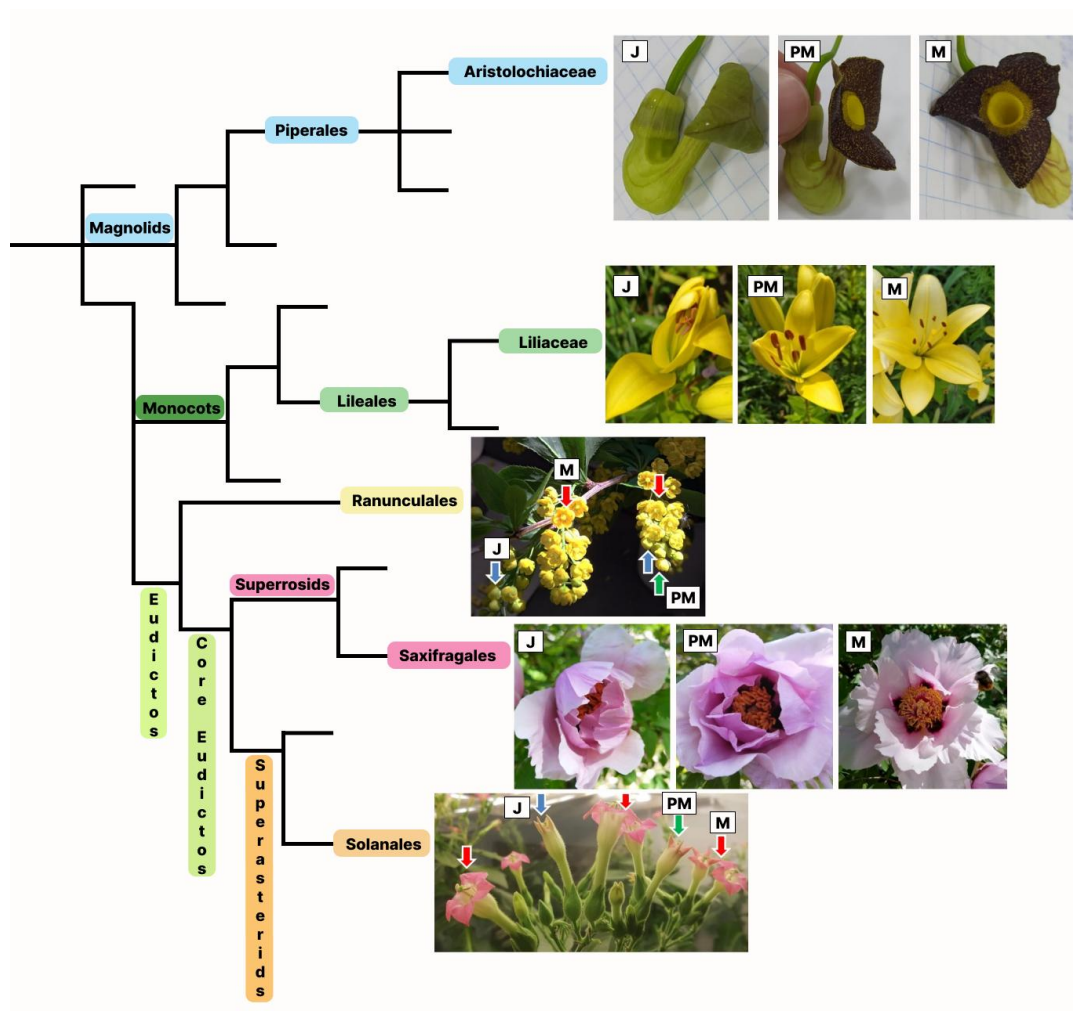 J
PM
M
Aristolochiaceae
Piperales
Magnolids
J
PM
M
Liliaceae
Lileales
Monocots
M
J
PM
Ranunculales
Superrosids
Eudictos
Core Eudictos
J
PM
M
Saxifragales
Superasterids
J
PM
M
Solanales